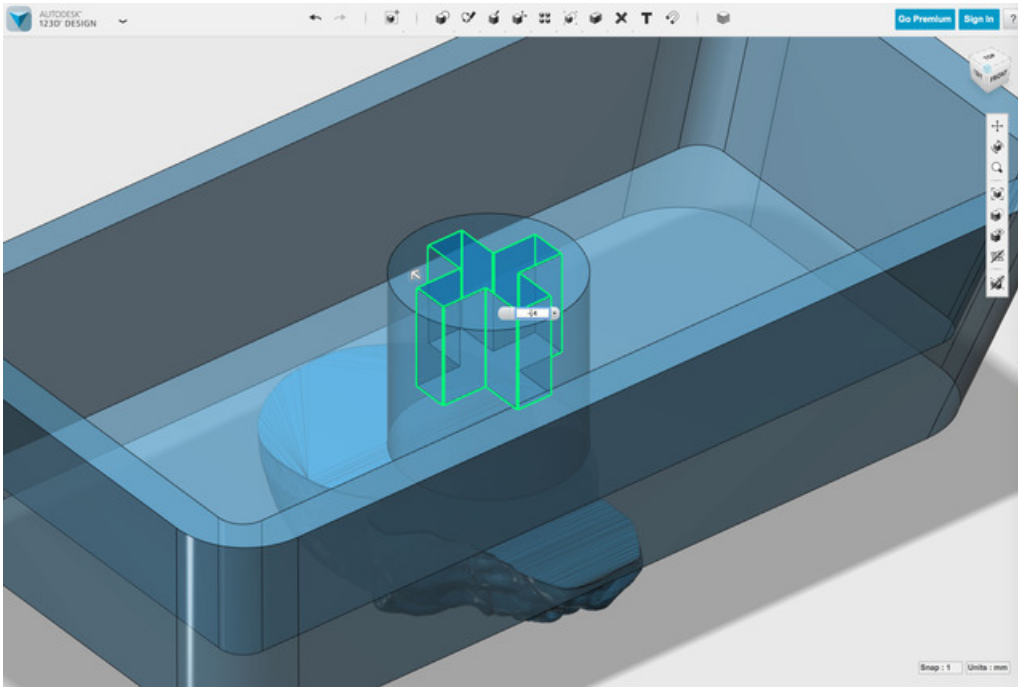 AUTODESK®
123D® DESIGN
Go Premium
Sign In
?
TOP
FRONT
Snap : 1
Units : mm